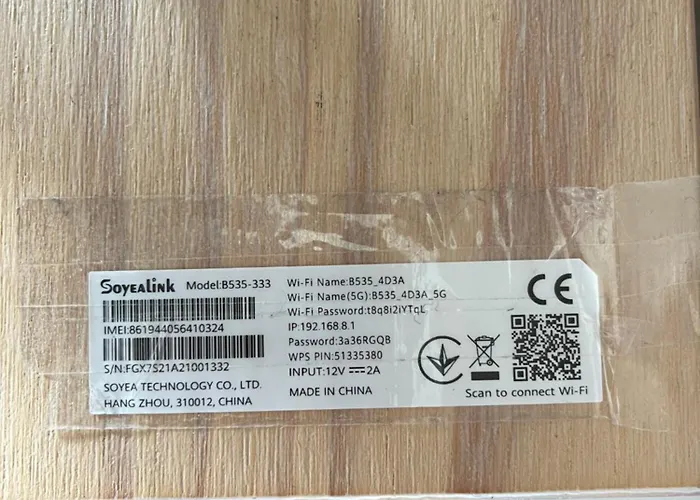 SOYEALINK Model:B535-333
IMEI:861944056410324
S/N:FGX7S21A21001332
SOYEA TECHNOLOGY CO., LTD.
HANG ZHOU, 310012, CHINA
Wi-Fi Name:B535_4D3A
Wi-Fi Name(5G):B535_4D3A_5G
Wi-Fi Password:t8q8i2iYTqL
IP:192.168.8.1
Password:3a36RGQB
WPS PIN:51335380
INPUT:12V ⎓ 2A
MADE IN CHINA
CE
Scan to connect Wi-Fi